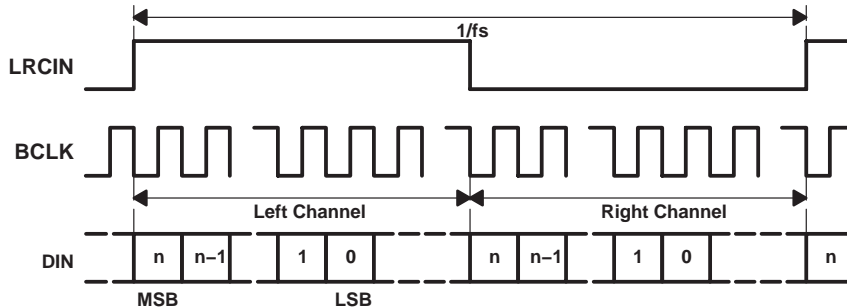 1/fs
LRCIN
BCLK
Left Channel Right Channel
DIN n n−1 1 0 n n−1 1 0 n
MSB LSB